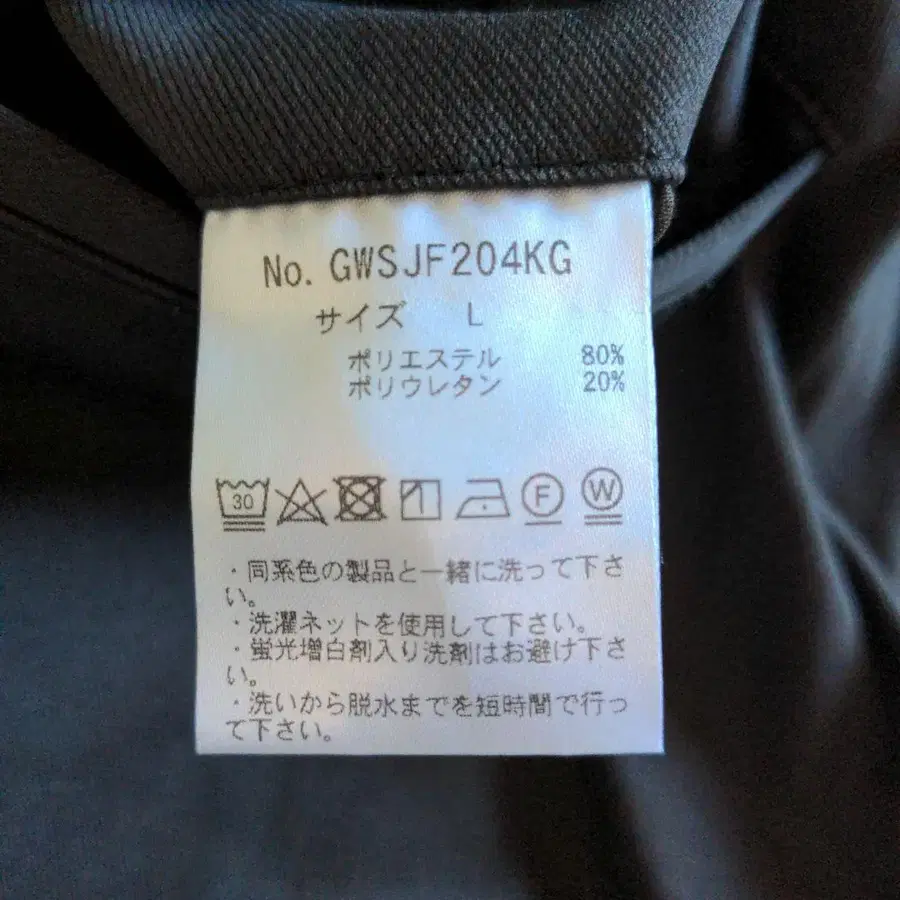 No. GWSJF204KG
サイズ L
ポリエステル 80%
ポリウレタン 20%
30 F W
・同系色の製品と一緒に洗って下さ
い。
・洗濯ネットを使用して下さい。
・蛍光増白剤入り洗剤はお避け下さ
い。
・洗いから脱水までを短時間で行っ
て下さい。